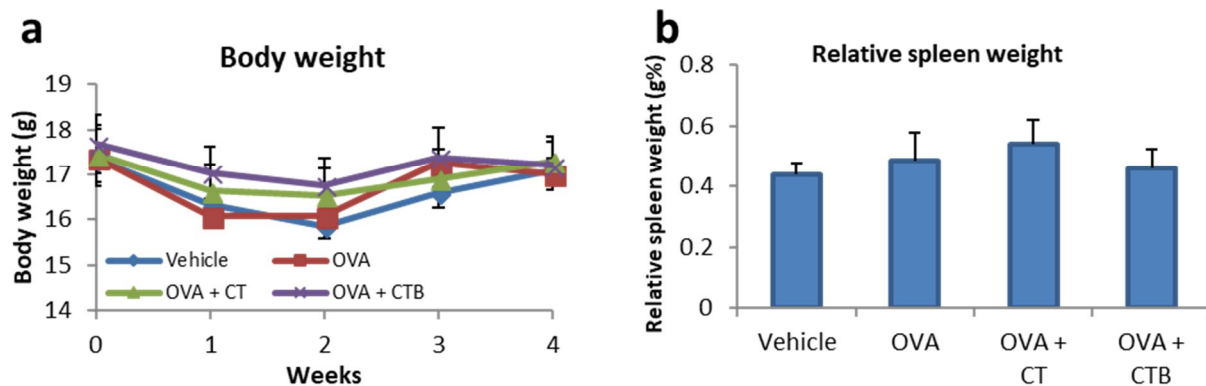 a
Body weight
Body weight (g)
19
18
17
16
15
14
Vehicle
OVA
OVA + CT
OVA + CTB
0 1 2 3 4
Weeks
b
Relative spleen weight
Relative spleen weight (g%)
0.8
0.6
0.4
0.2
0
Vehicle OVA OVA + OVA +
CT CTB